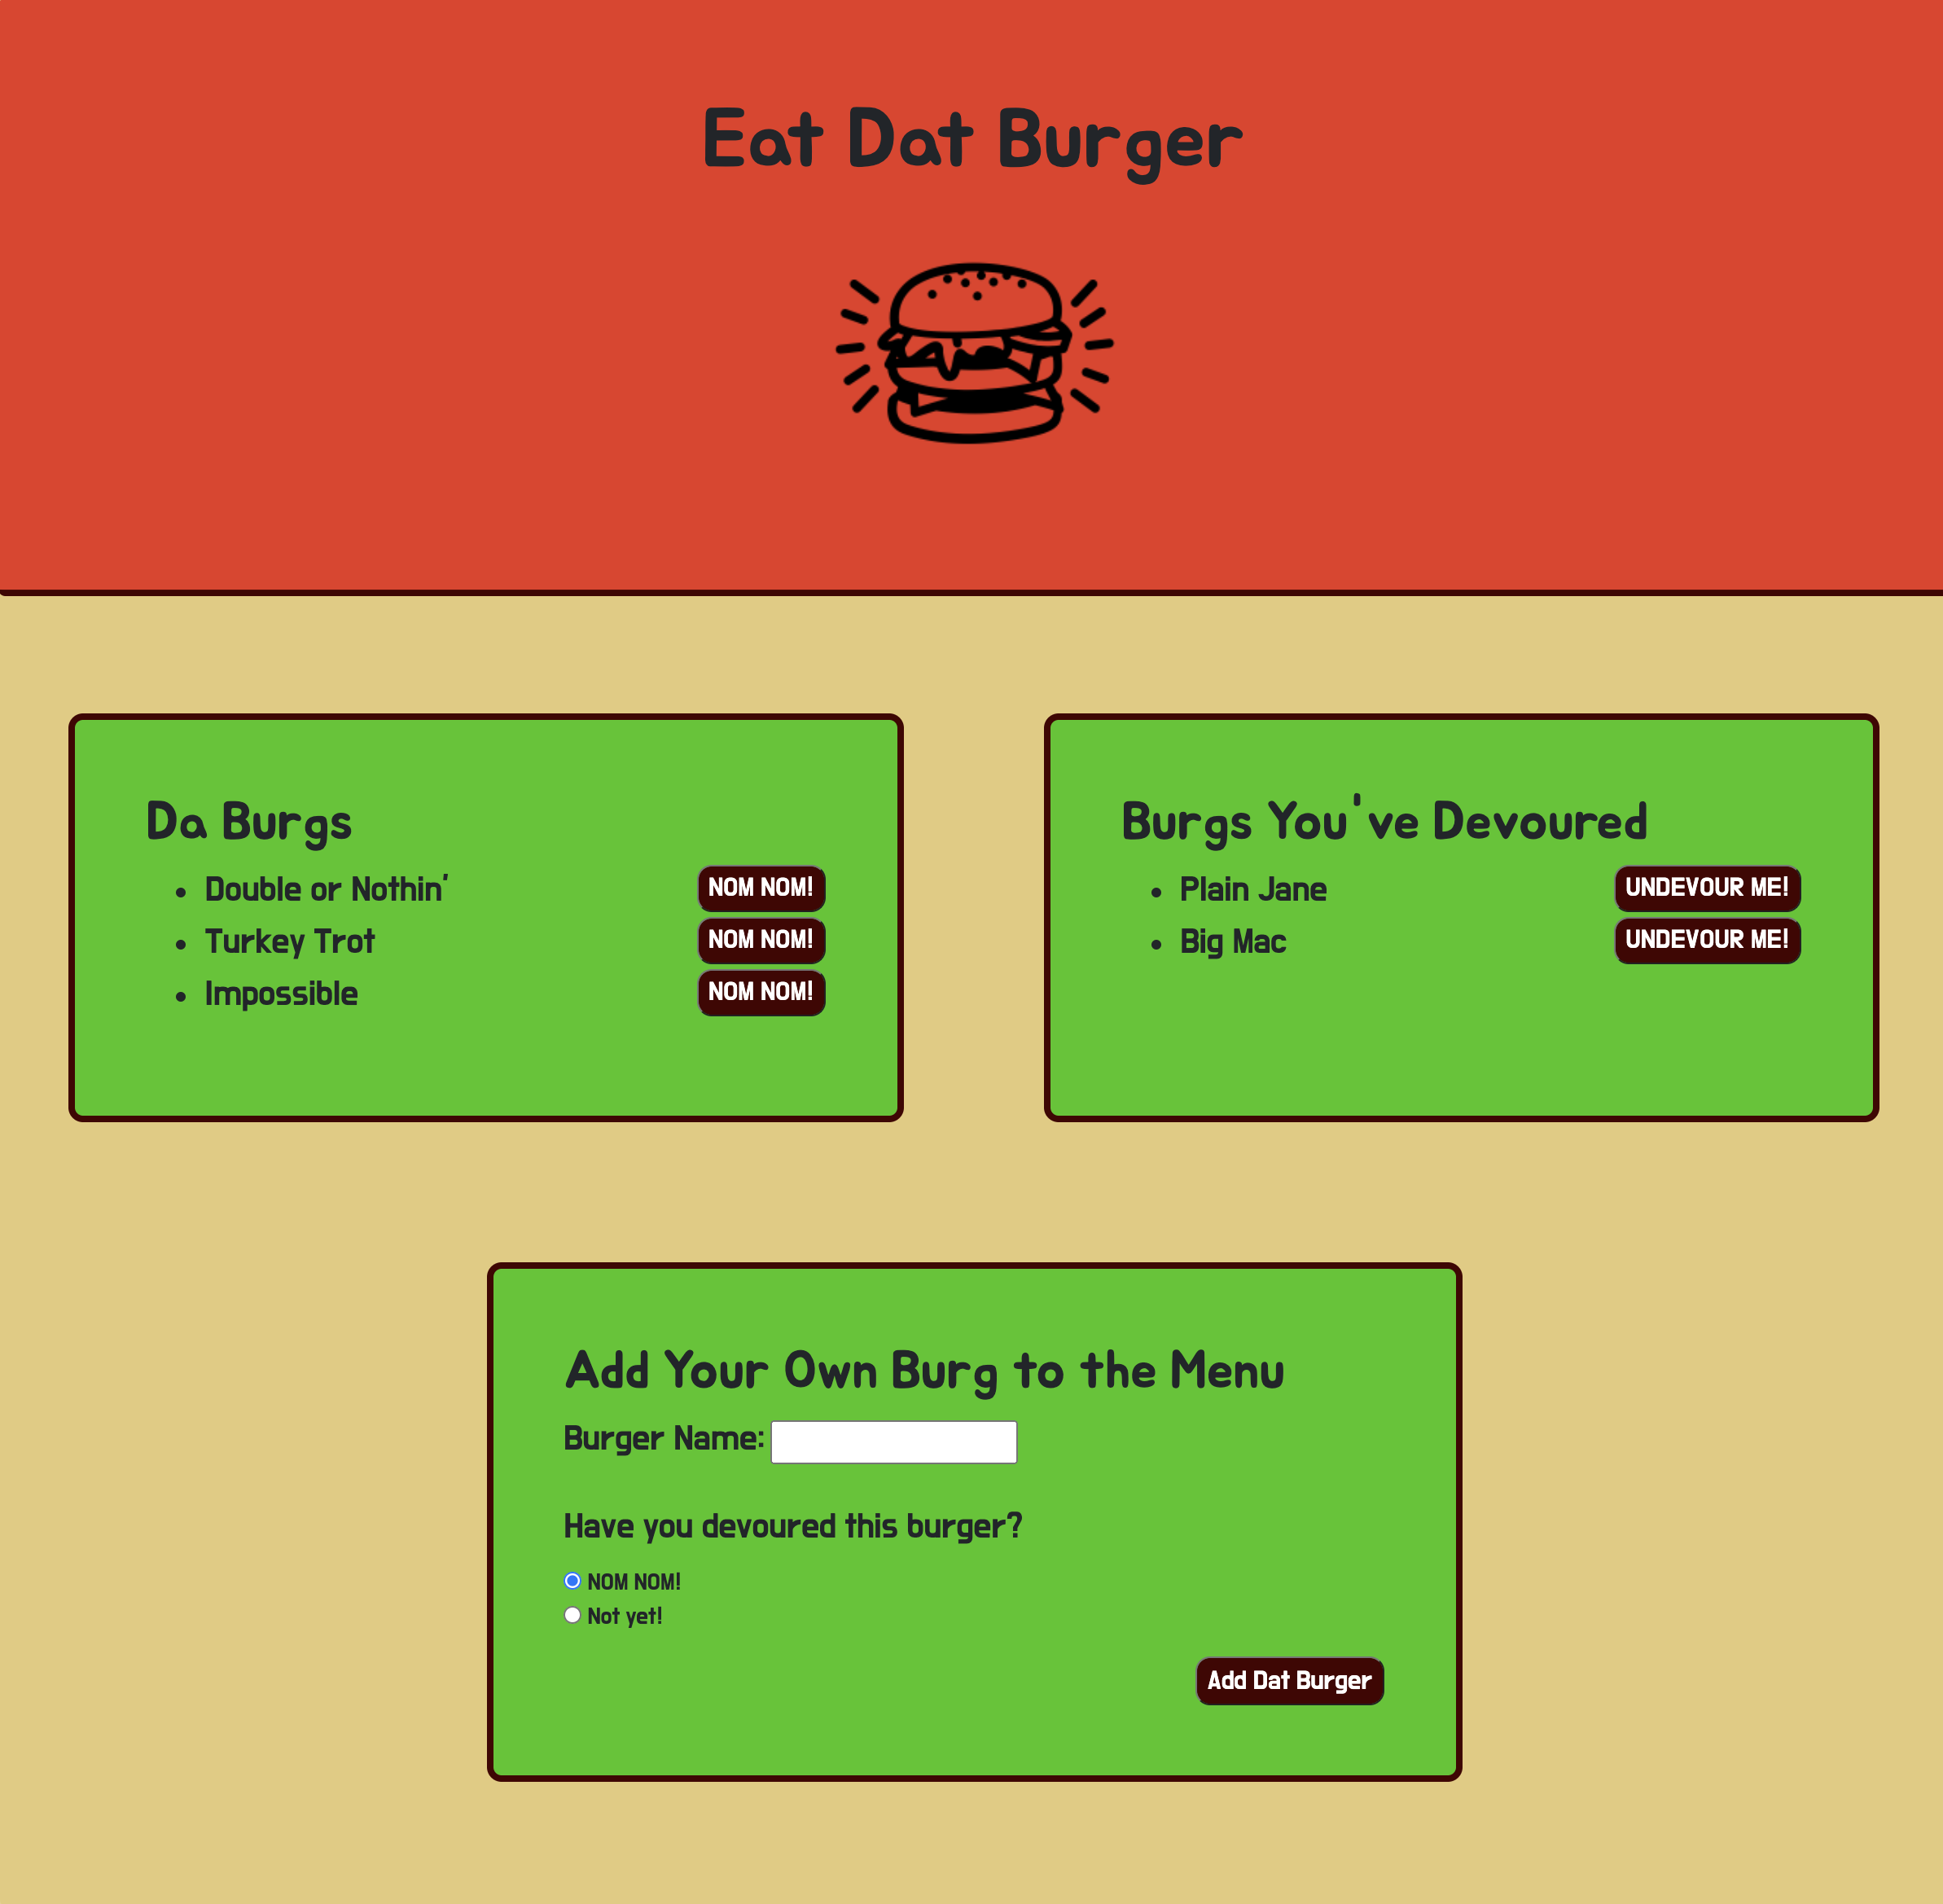 Eat Dat Burger
Da Burgs
Double or Nothin'
NOM NOM!
Turkey Trot
NOM NOM!
Impossible
NOM NOM!
Burgs You've Devoured
Plain Jane
UNDEVOUR ME!
Big Mac
UNDEVOUR ME!
Add Your Own Burg to the Menu
Burger Name:
Have you devoured this burger?
NOM NOM!
Not yet!
Add Dat Burger